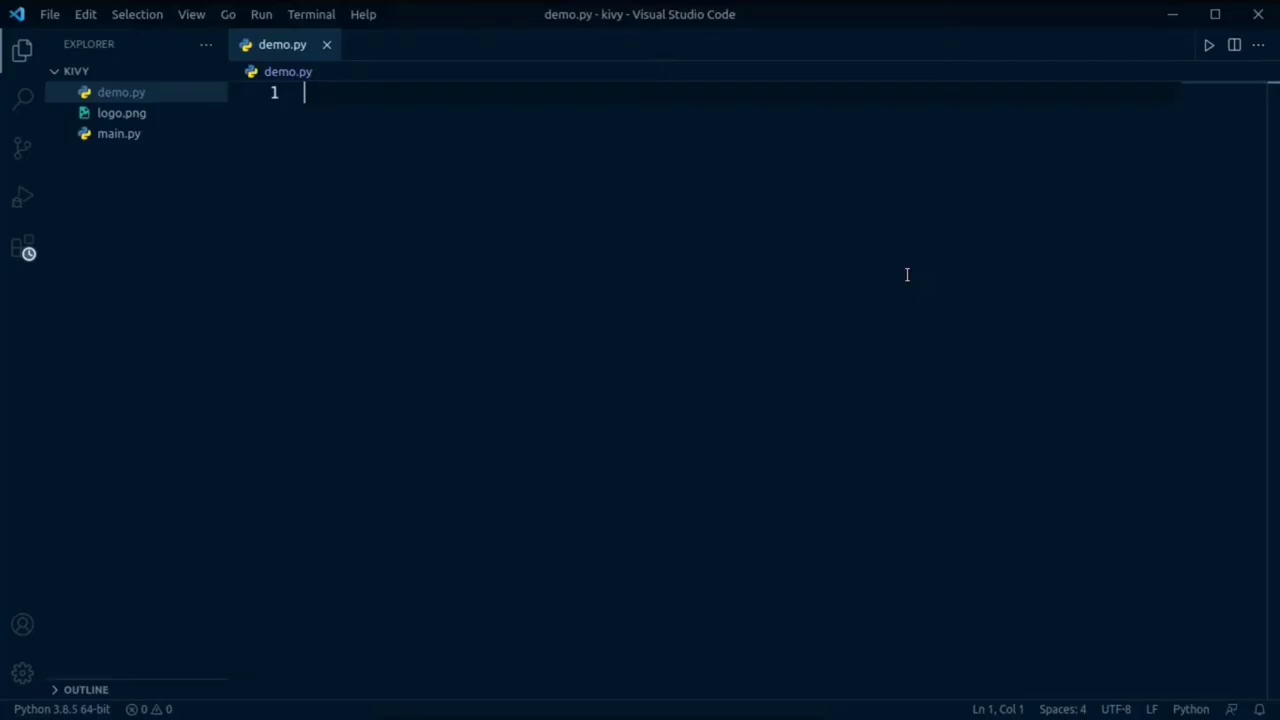 File Edit Selection View Go Run Terminal Help demo.py - kivy - Visual Studio Code
EXPLORER
demo.py
KIVY
demo.py
demo.py
1
logo.png
main.py
OUTLINE
Python 3.8.5 64-bit 0 0 Ln 1, Col 1 Spaces: 4 UTF-8 LF Python